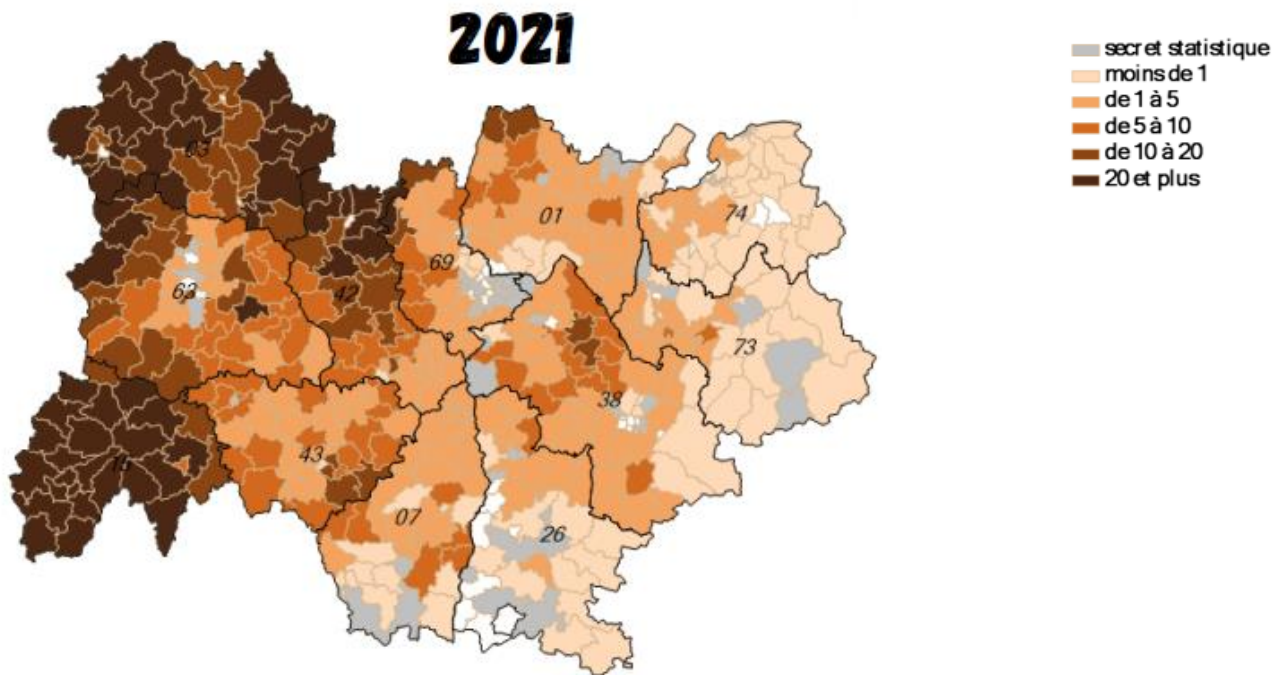 2021
secret statistique
moins de 1
de 1 à 5
de 5 à 10
de 10 à 20
20 et plus
03
01
74
69
63
42
73
38
43
15
07
26